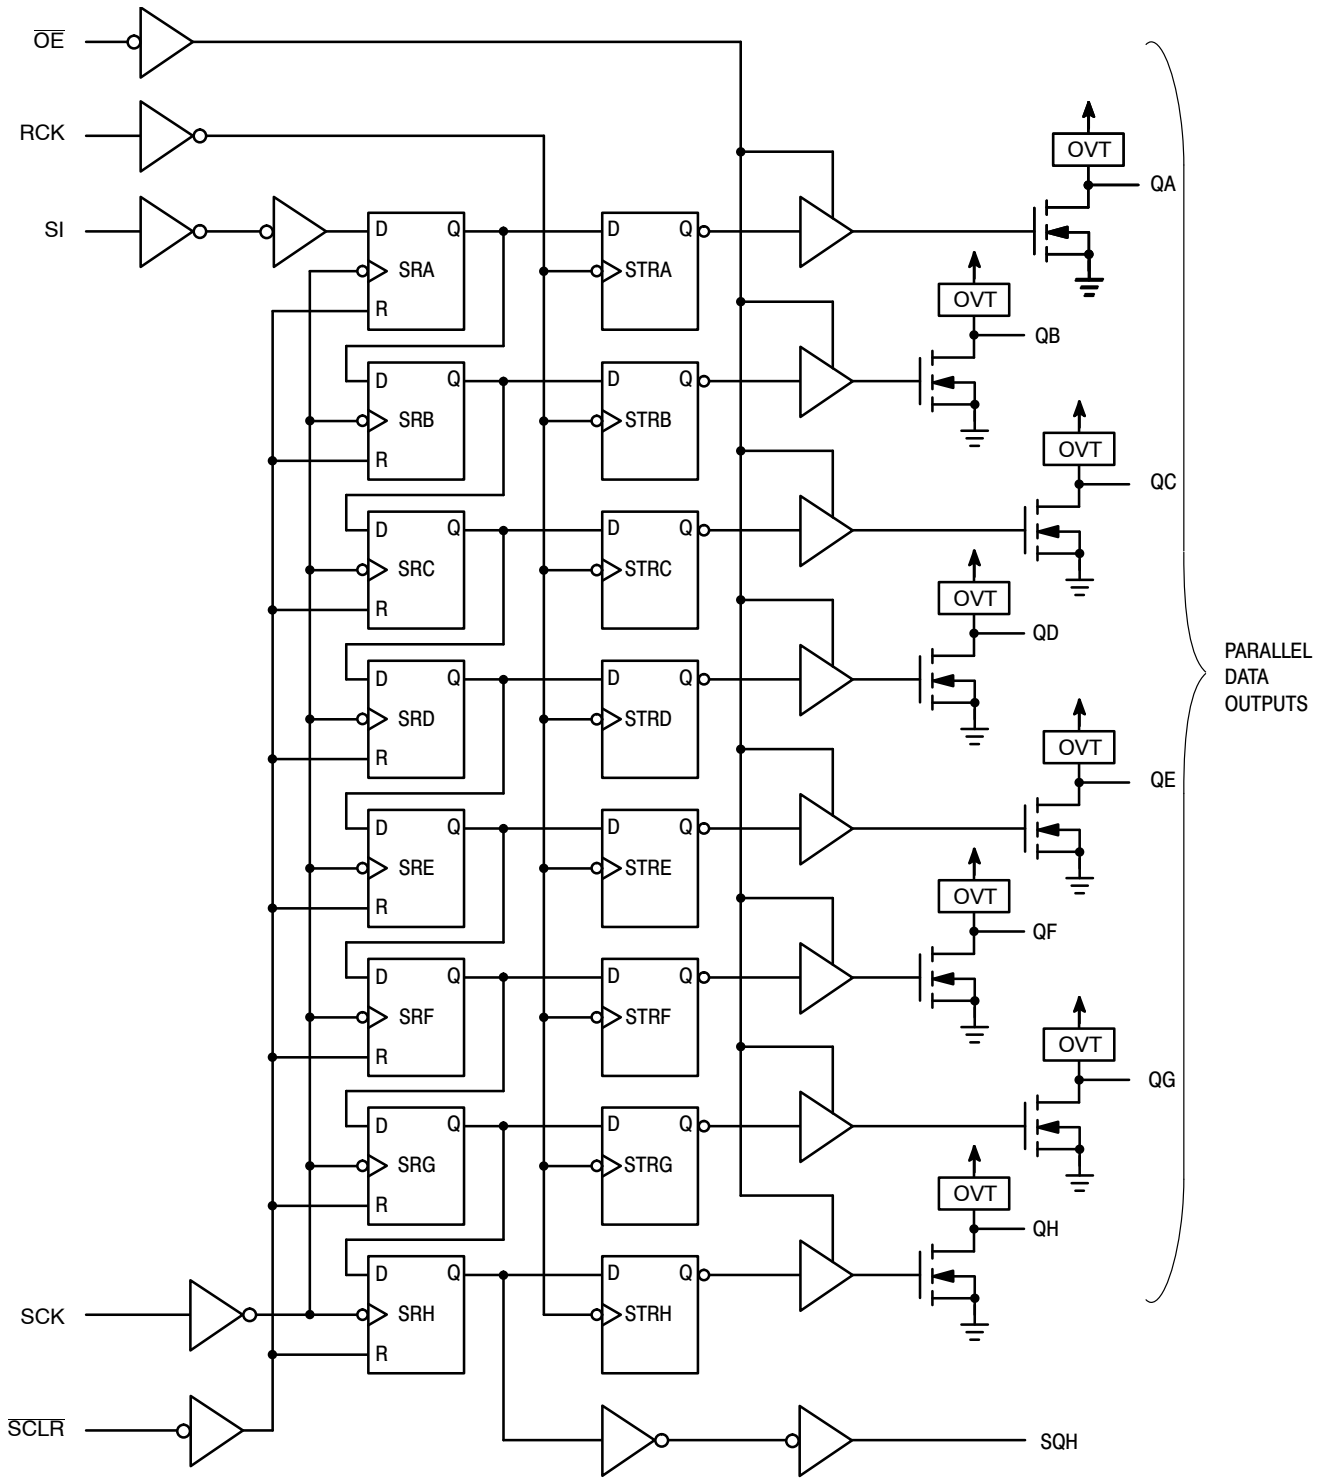 OE
RCK
SI
OVT
QA
D Q
SRA
R
D Q
STRA
OVT
QB
D Q
SRB
R
D Q
STRB
OVT
QC
D Q
SRC
R
D Q
STRC
OVT
QD
D Q
SRD
R
D Q
STRD
PARALLEL
DATA
OUTPUTS
OVT
QE
D Q
SRE
R
D Q
STRE
OVT
QF
D Q
SRF
R
D Q
STRF
OVT
QG
D Q
SRG
R
D Q
STRG
OVT
QH
D Q
SRH
R
D Q
STRH
SCK
SCLR
SQH